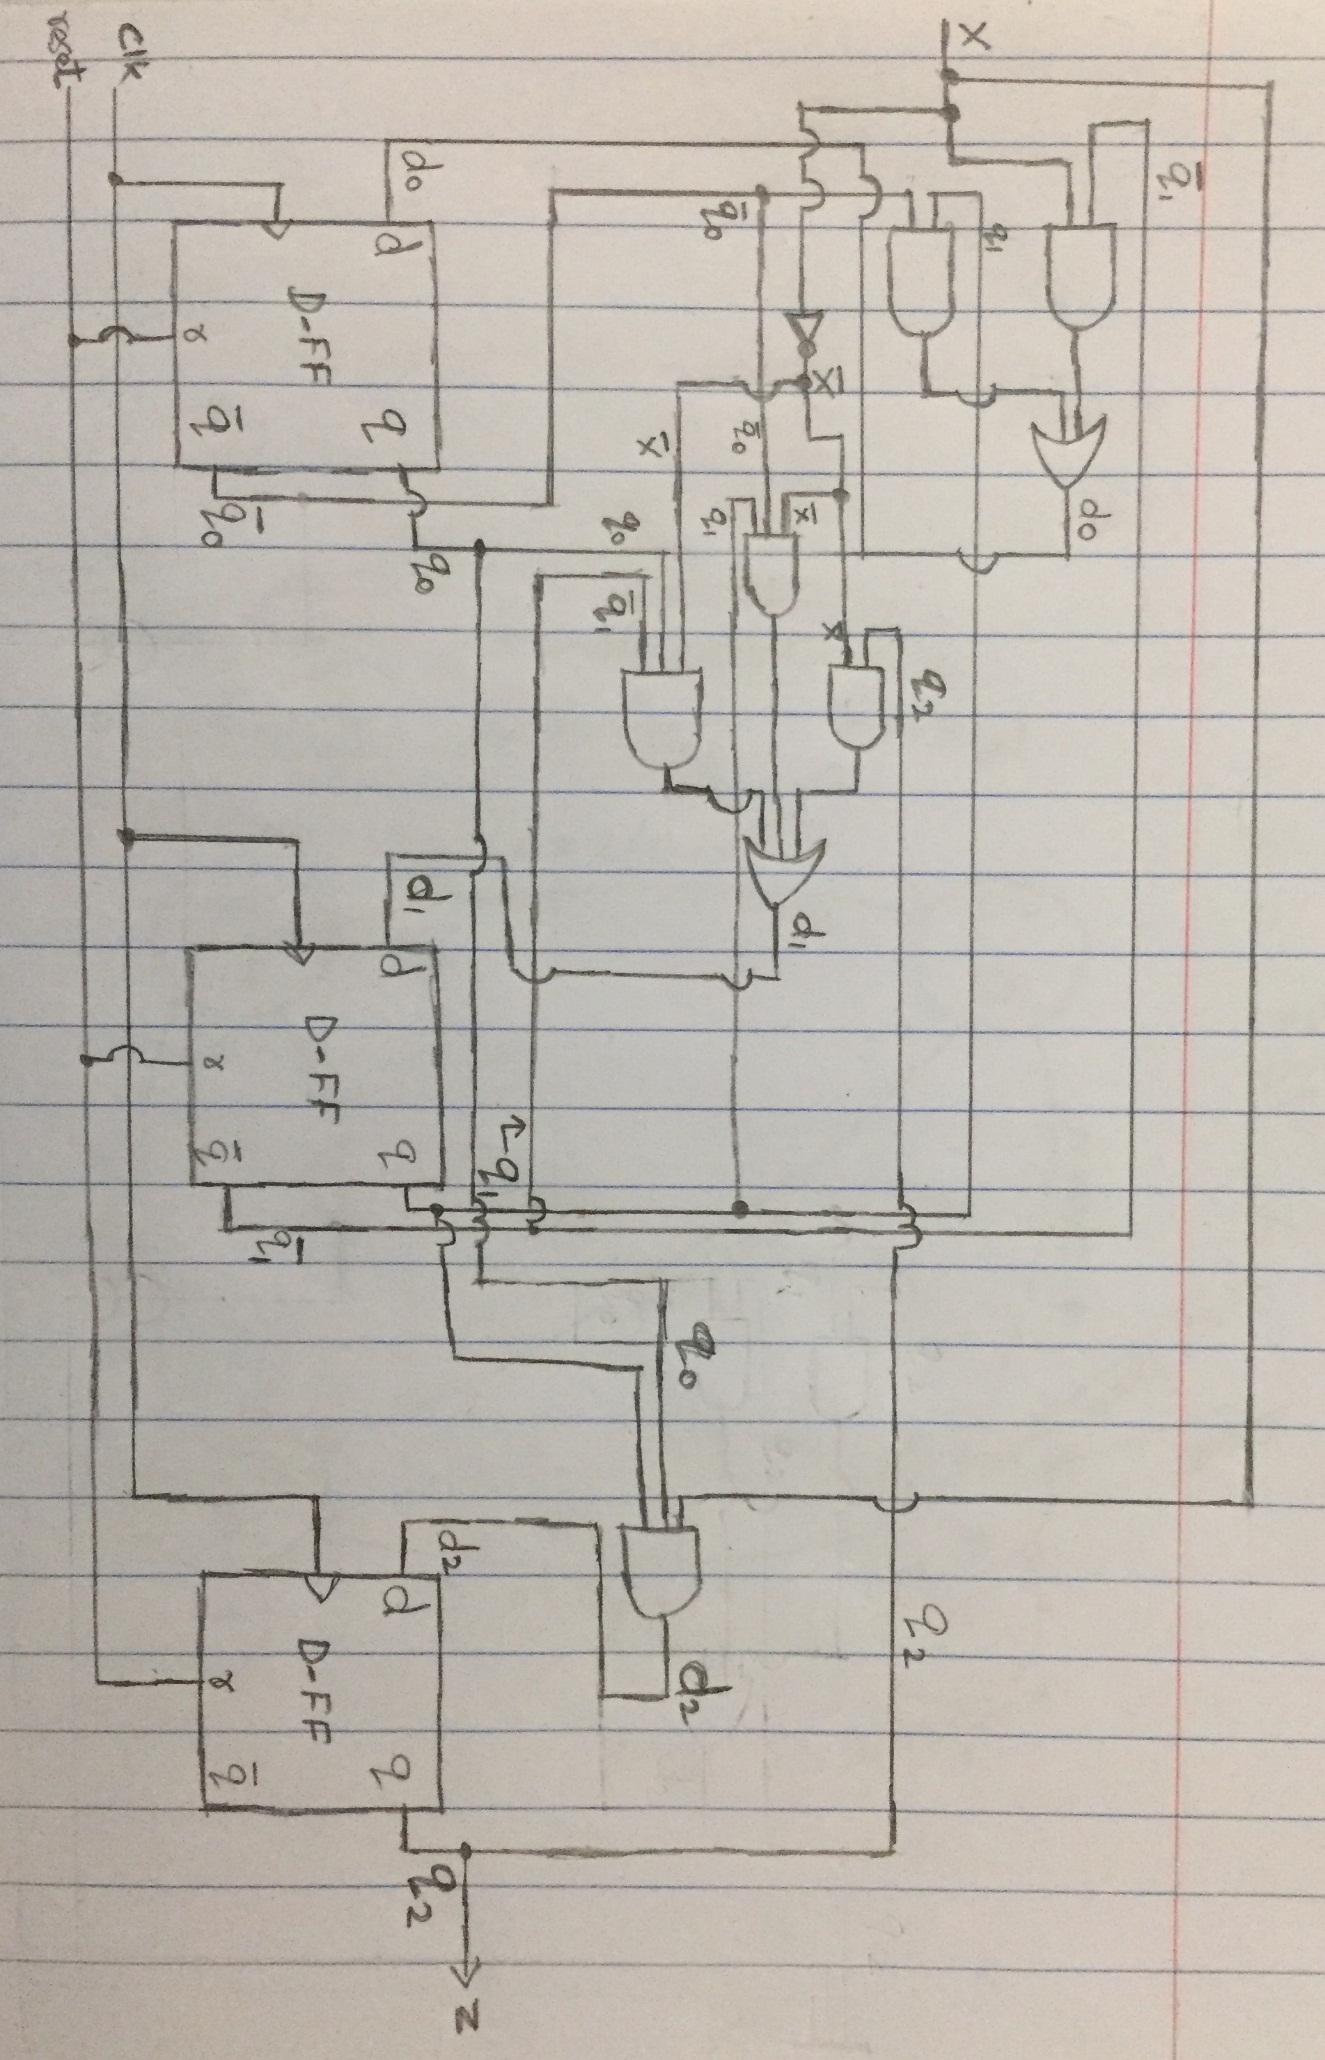 x
q̅₁
q₁
d₀
q̅₀
x̅
q̅₀
x̅
x̅
q₁
q₀
q̅₁
x̅
q₂
d₁
d₀
d
D-FF
r
q
q̅
q₀
q̅₀
d₁
d
D-FF
r
q
q̅
q₁
q̅₁
q₀
d₂
q₂
d₂
d
D-FF
r
q
q̅
q₂
z
clk
reset